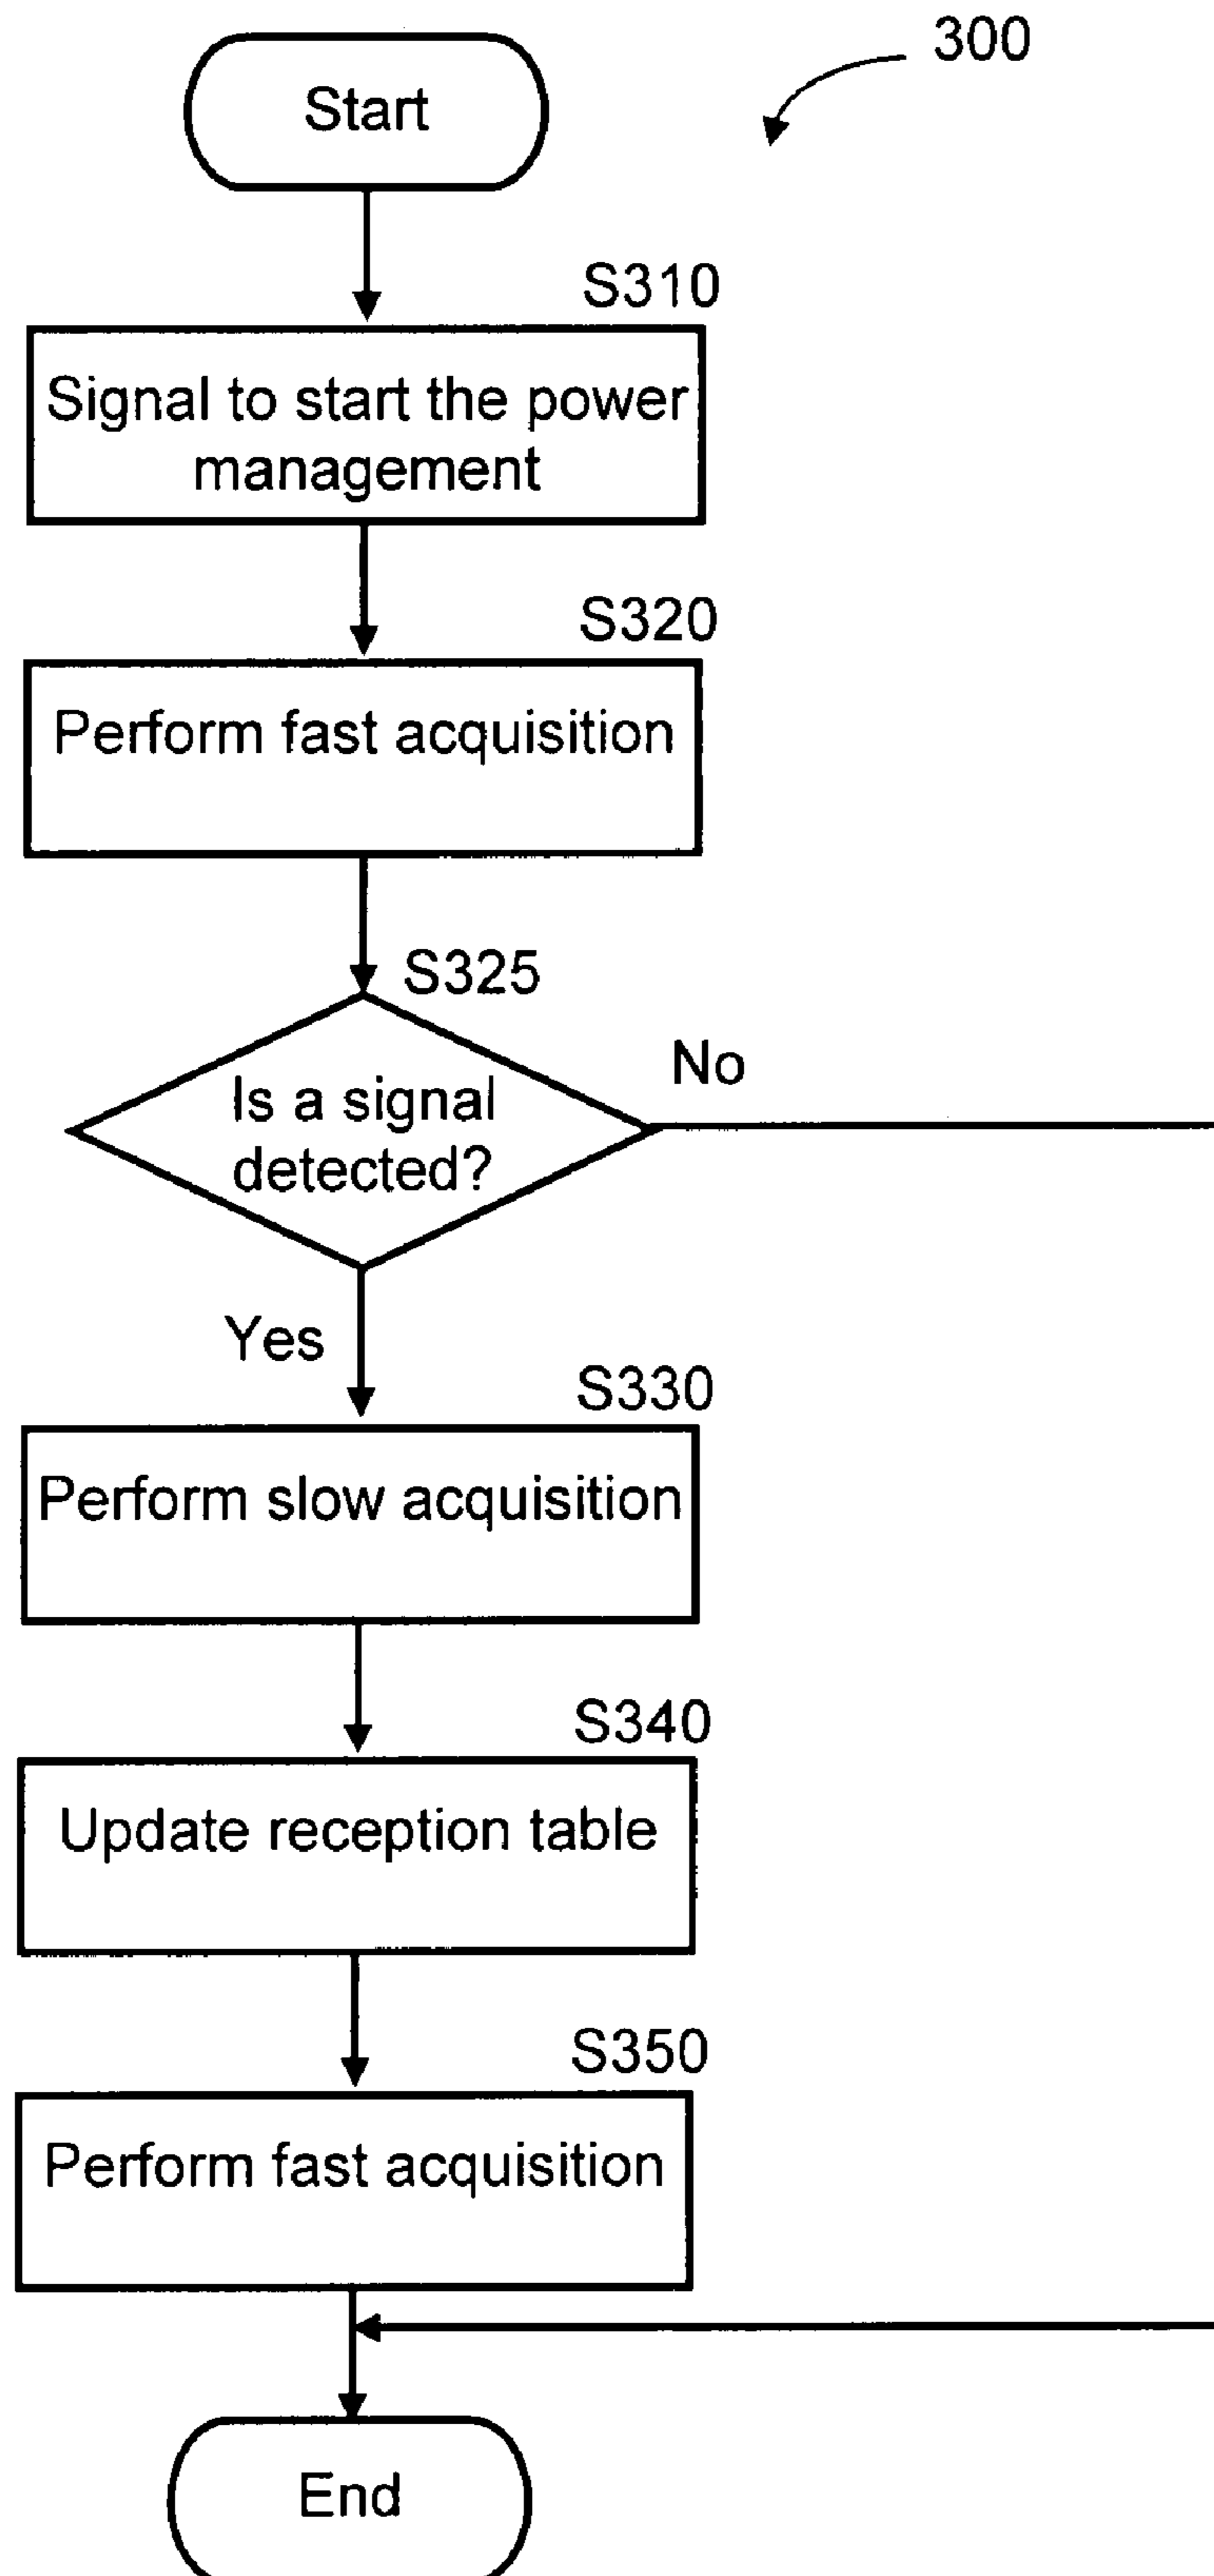 300
Start
S310
Signal to start the power
management
S320
Perform fast acquisition
S325
Is a signal
detected?
No
Yes
S330
Perform slow acquisition
S340
Update reception table
S350
Perform fast acquisition
End